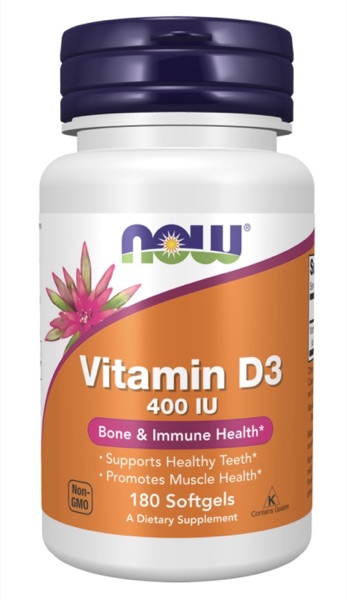 NOW
Vitamin D3
400 IU
Bone & Immune Health*
• Supports Healthy Teeth*
• Promotes Muscle Health*
180 Softgels
A Dietary Supplement
Non-
GMO
K
Contains Gelatin